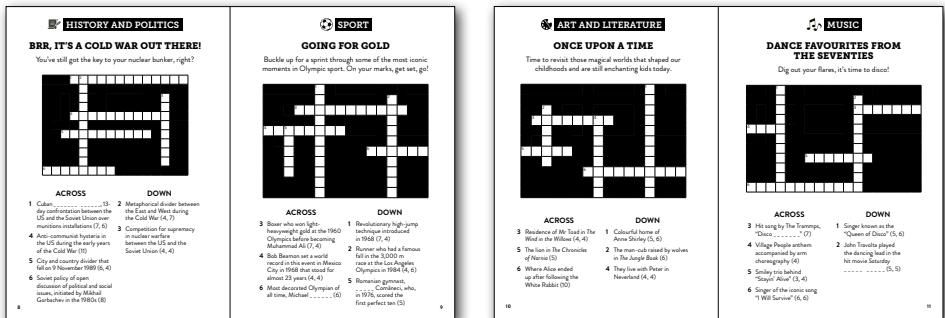 HISTORY AND POLITICS
BRR, IT'S A COLD WAR OUT THERE!
You've still got the key to your nuclear bunker, right?
ACROSS
1 Cuban _______ ______, 13-
day confrontation between the
US and the Soviet Union over
munitions installations (7, 6)
4 Anti-communist hysteria in
the US during the early years
of the Cold War (11)
5 City and country divider that
fell on 9 November 1989 (6, 4)
6 Soviet policy of open
discussion of political and social
issues, initiated by Mikhail
Gorbachev in the 1980s (8)
DOWN
2 Metaphorical divider between
the East and West during
the Cold War (4, 7)
3 Competition for supremacy
in nuclear warfare
between the US and the
Soviet Union (4, 4)
8
SPORT
GOING FOR GOLD
Buckle up for a sprint through some of the most iconic
moments in Olympic sport. On your marks, get set, go!
ACROSS
3 Boxer who won light-
heavyweight gold at the 1960
Olympics before becoming
Muhammad Ali (7, 4)
4 Bob Beamon set a world
record in this event in Mexico
City in 1968 that stood for
almost 23 years (4, 4)
6 Most decorated Olympian of
all time, Michael ______ (6)
DOWN
1 Revolutionary high-jump
technique introduced
in 1968 (7, 4)
2 Runner who had a famous
fall in the 3,000 m
race at the Los Angeles
Olympics in 1984 (4, 6)
5 Romanian gymnast,
_____ Comăneci, who,
in 1976, scored the
first perfect ten (5)
9
ART AND LITERATURE
ONCE UPON A TIME
Time to revisit those magical worlds that shaped our
childhoods and are still enchanting kids today.
ACROSS
3 Residence of Mr Toad in The
Wind in the Willows (4, 4)
5 The lion in The Chronicles
of Narnia (5)
6 Where Alice ended
up after following the
White Rabbit (10)
DOWN
1 Colourful home of
Anne Shirley (5, 6)
2 The man-cub raised by wolves
in The Jungle Book (6)
4 They live with Peter in
Neverland (4, 4)
10
MUSIC
DANCE FAVOURITES FROM
THE SEVENTIES
Dig out your flares, it's time to disco!
ACROSS
3 Hit song by The Trammps,
"Disco _______" (7)
4 Village People anthem
accompanied by arm
choreography (4)
5 Smiley trio behind
"Stayin' Alive" (3, 4)
6 Singer of the iconic song
"I Will Survive" (6, 6)
DOWN
1 Singer known as the
"Queen of Disco" (5, 6)
2 John Travolta played
the dancing lead in
the hit movie Saturday
_____ _____ (5, 5)
11